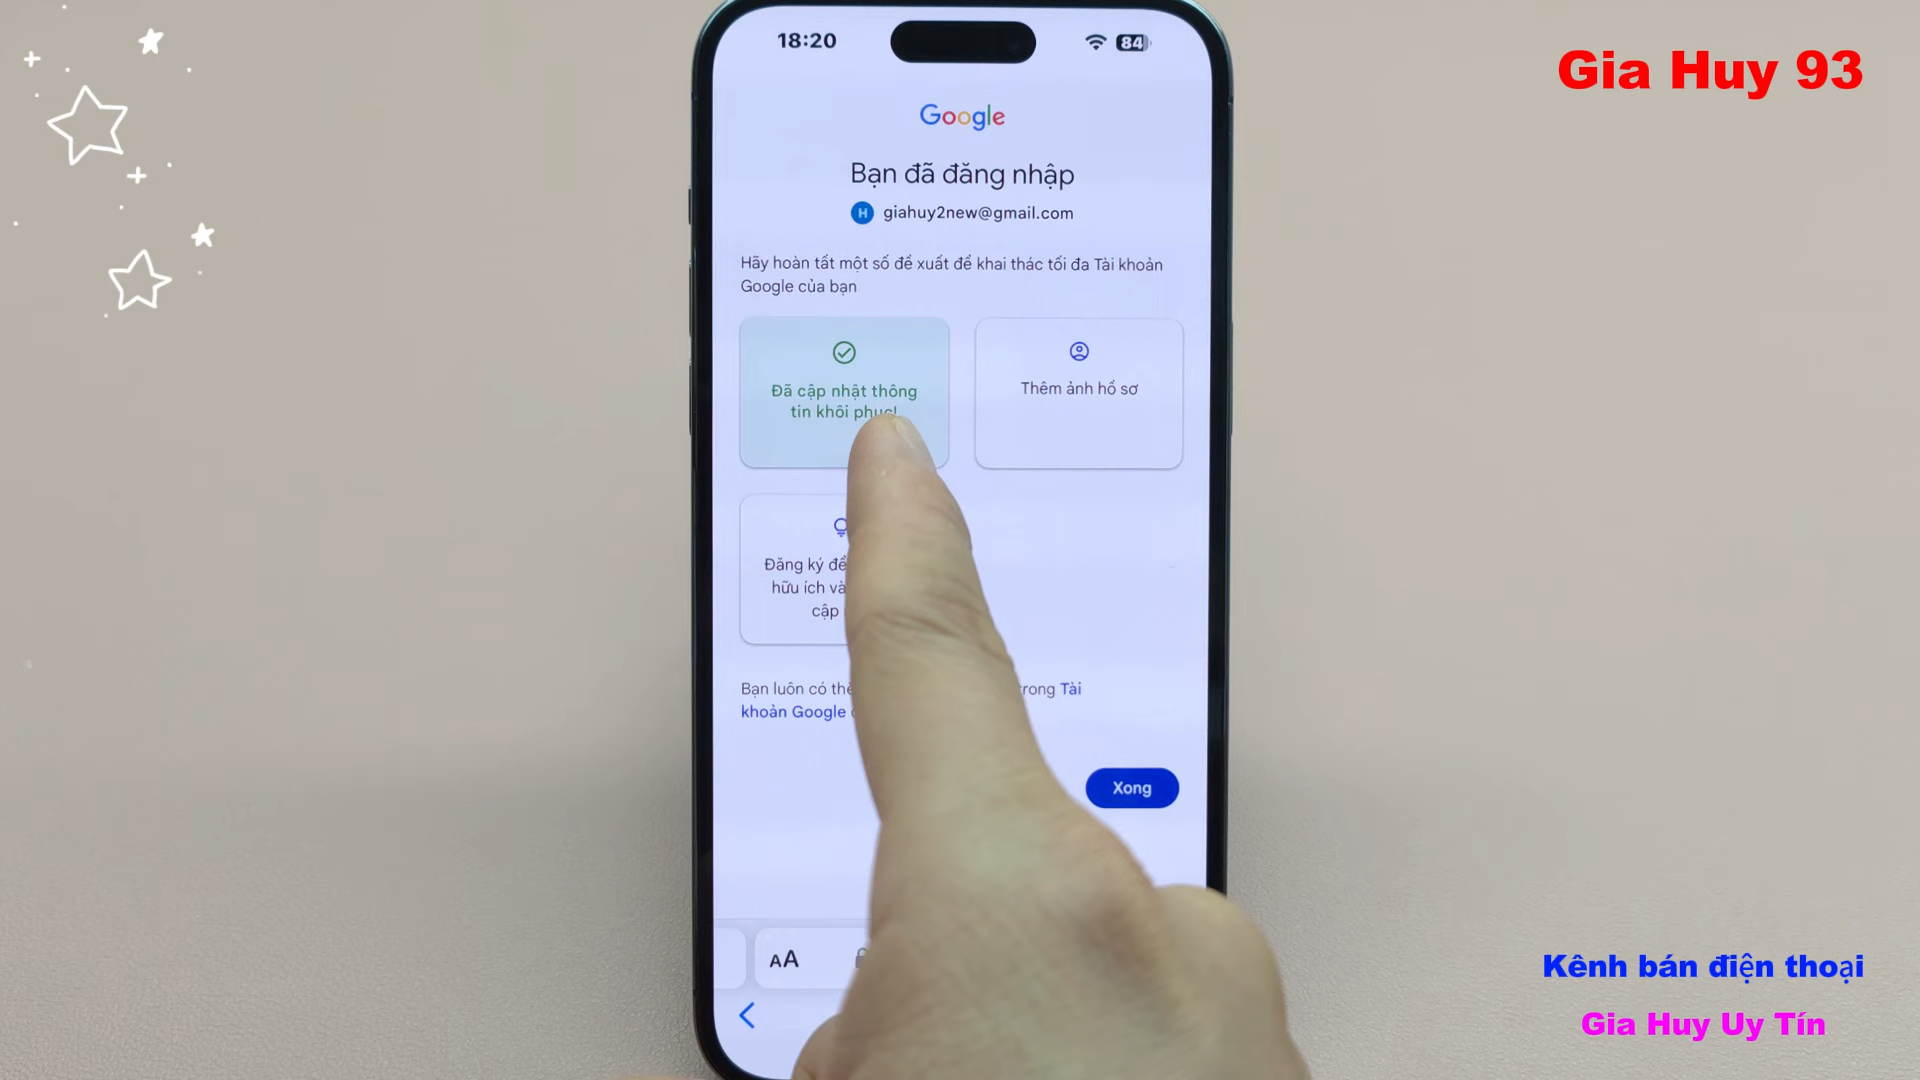 18:20
84
Gia Huy 93
Google
Bạn đã đăng nhập
H giahuy2new@gmail.com
Hãy hoàn tất một số đề xuất để khai thác tối đa Tài khoản
Google của bạn
Đã cập nhật thông
tin khôi phục!
Thêm ảnh hồ sơ
Đăng ký để
hữu ích và
cập
Bạn luôn có thể trong Tài
khoản Google
Xong
AA
Kênh bán điện thoại
Gia Huy Uy Tín